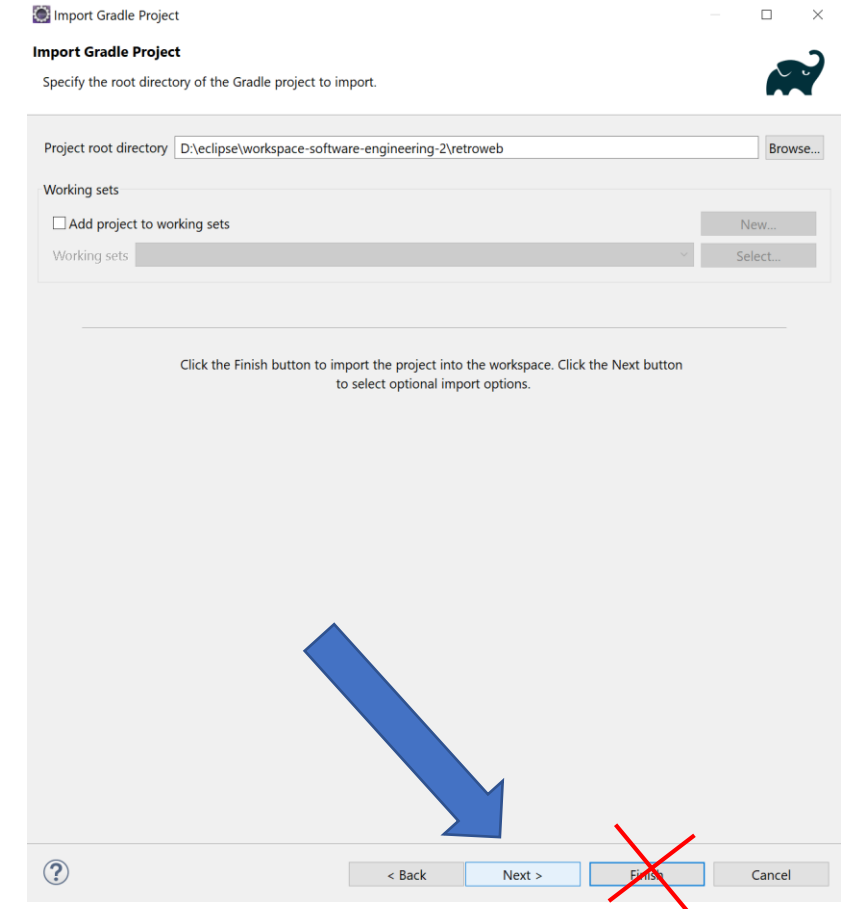 Import Gradle Project
Import Gradle Project
Specify the root directory of the Gradle project to import.
Project root directory D:\eclipse\workspace-software-engineering-2\retroweb Browse...
Working sets
Add project to working sets New...
Working sets Select...
Click the Finish button to import the project into the workspace. Click the Next button
to select optional import options.
? < Back Next > Finish Cancel